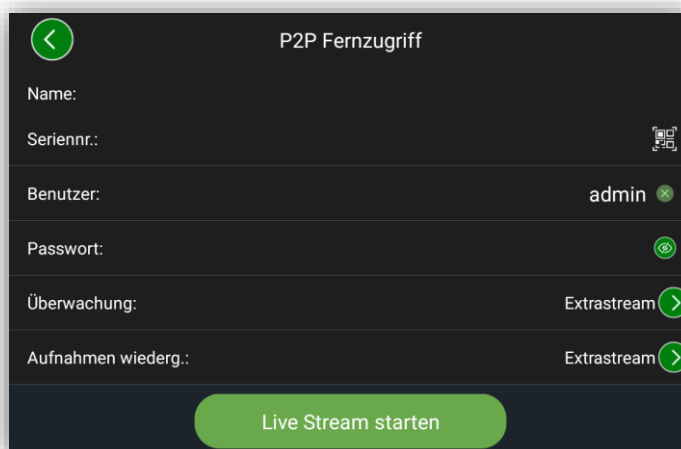 P2P Fernzugriff
Name:
Seriennr.:
Benutzer: admin
Passwort:
Überwachung: Extrastream
Aufnahmen wiederg.: Extrastream
Live Stream starten